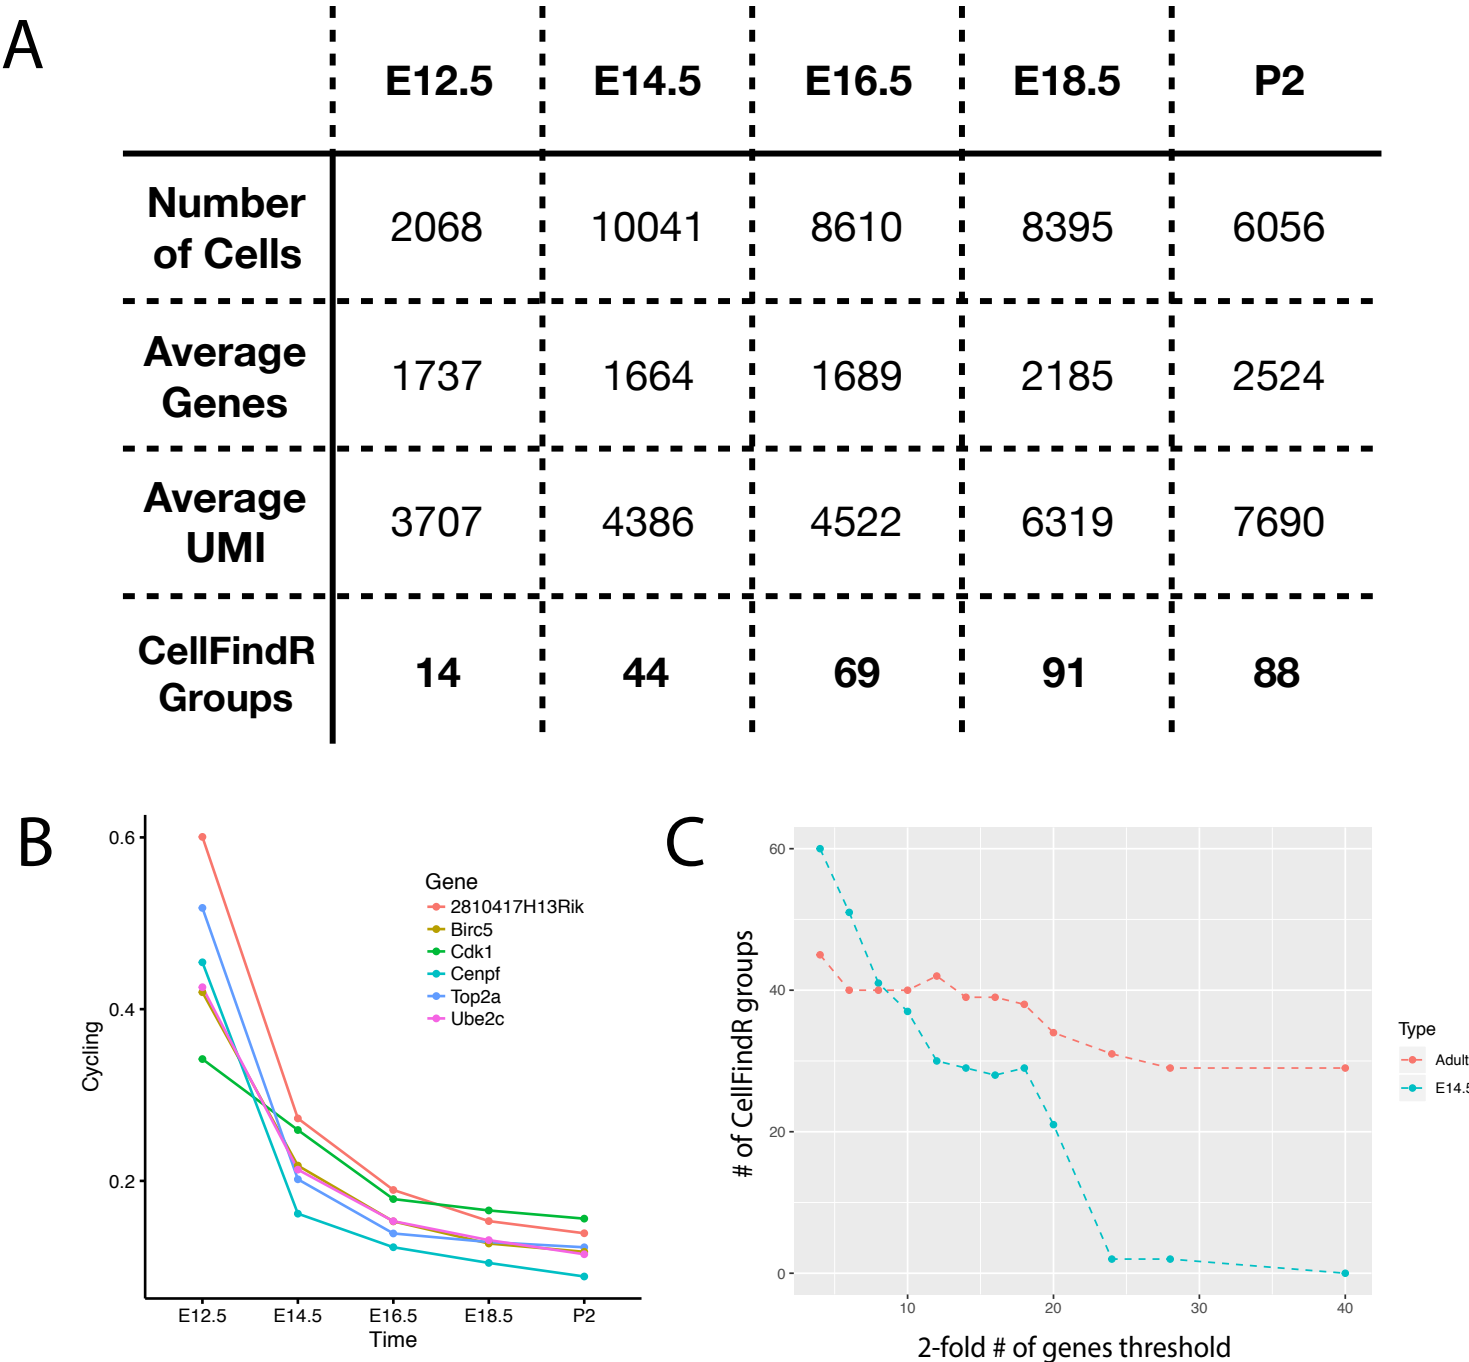 A
E12.5 E14.5 E16.5 E18.5 P2
Number
of Cells
2068 10041 8610 8395 6056
Average
Genes
1737 1664 1689 2185 2524
Average
UMI
3707 4386 4522 6319 7690
CellFindR
Groups
14 44 69 91 88
B
0.6
0.4
0.2
Cycling
Gene
2810417H13Rik
Birc5
Cdk1
Cenpf
Top2a
Ube2c
E12.5 E14.5 E16.5 E18.5 P2
Time
C
60
40
20
0
# of CellFindR groups
10 20 30 40
2-fold # of genes threshold
Type
Adult
E14.5